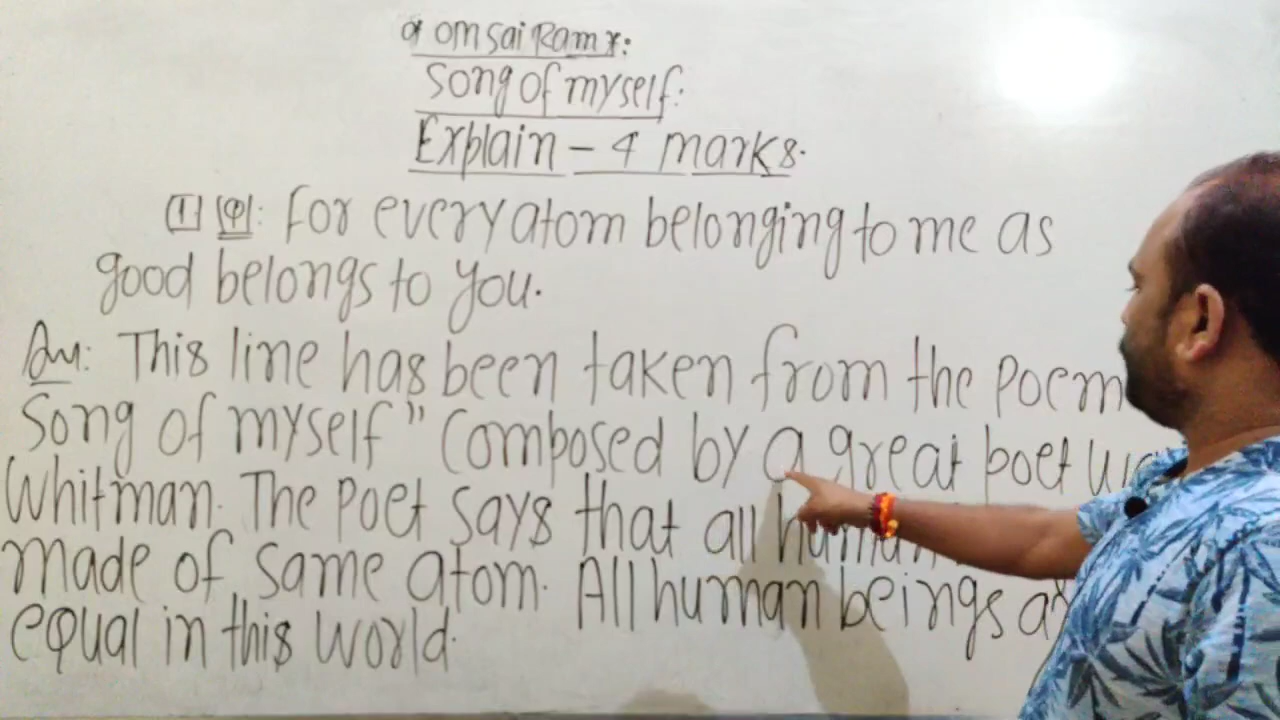 om sai Ram x:
Song of myself:
Explain - 4 marks.
[1] [Q]: For every atom belonging to me as
good belongs to you.
Ans: This line has been taken from the Poem
Song of myself" Composed by a great poet
Whitman. The Poet says that all human
made of same atom. All human beings
equal in this world.